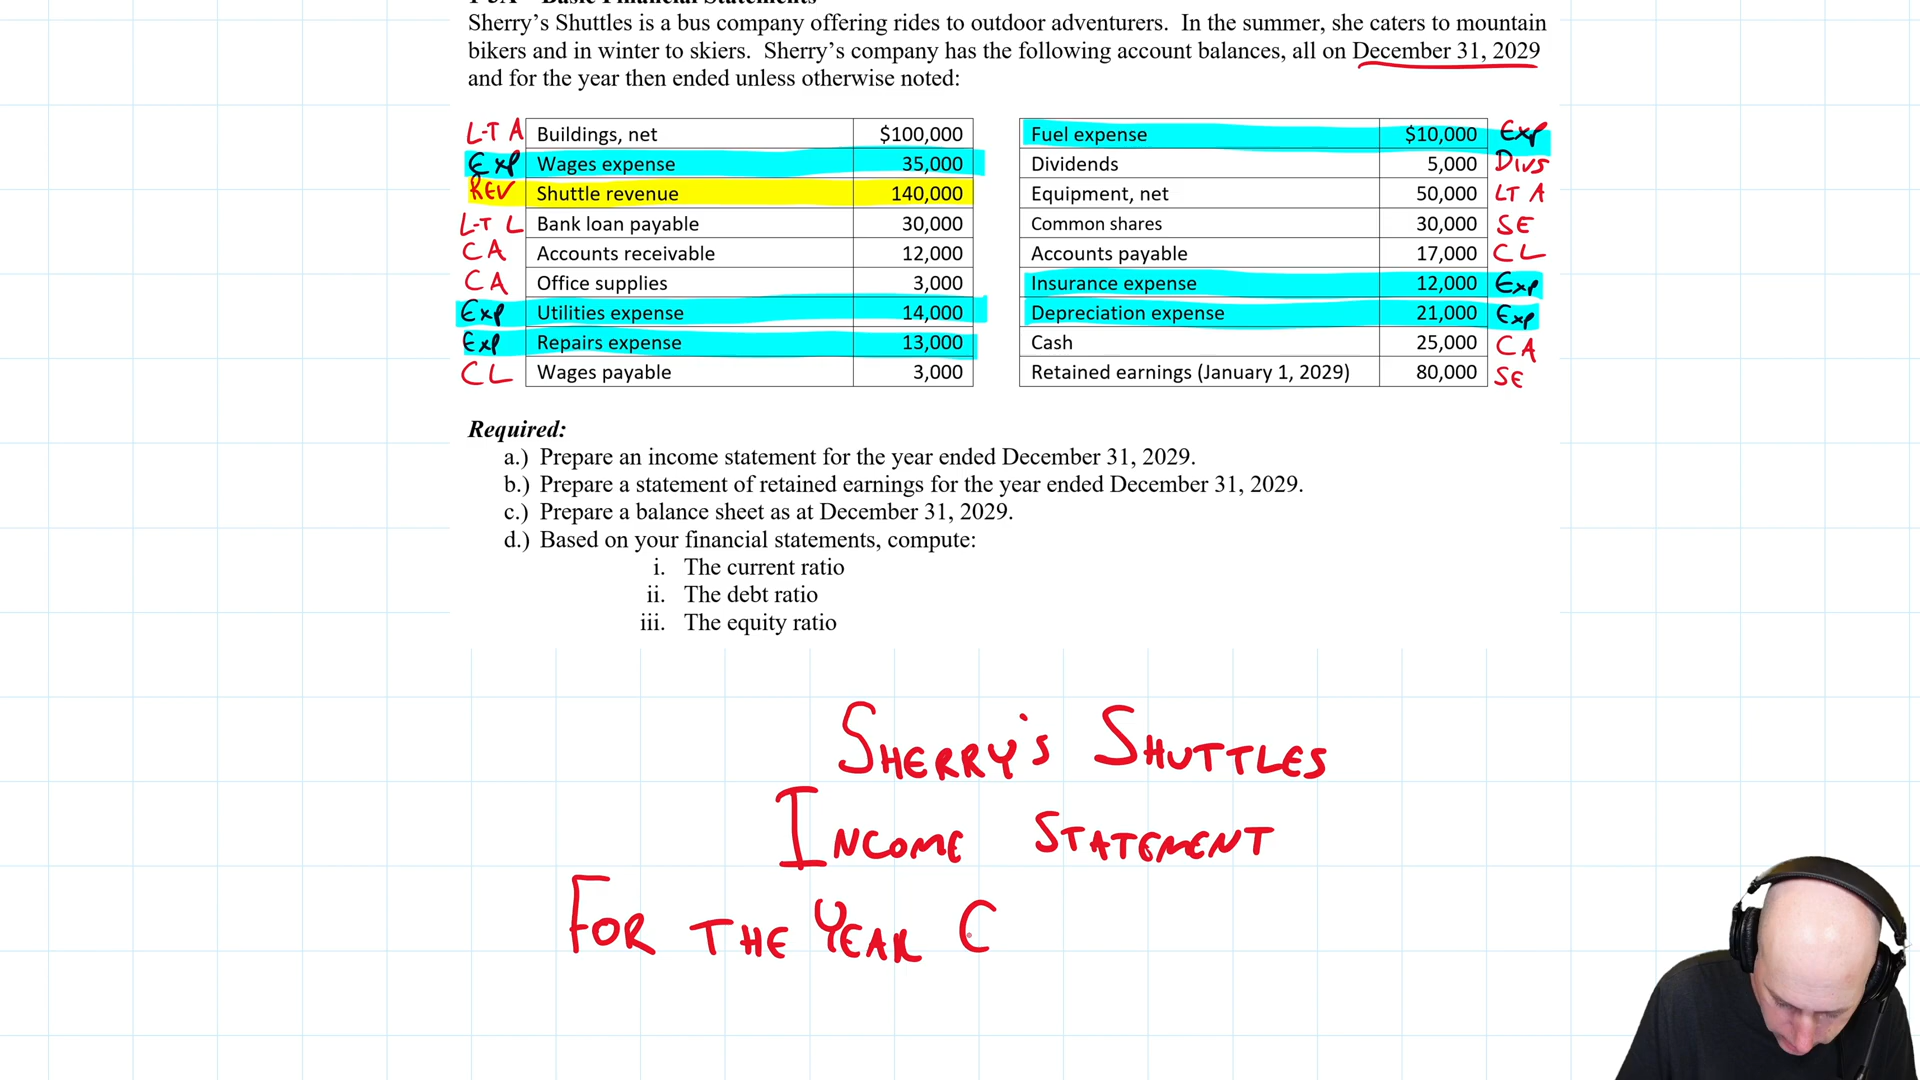 1-3A – Basic Financial Statements
Sherry's Shuttles is a bus company offering rides to outdoor adventurers. In the summer, she caters to mountain
bikers and in winter to skiers. Sherry's company has the following account balances, all on December 31, 2029
and for the year then ended unless otherwise noted:
L-T A Buildings, net $100,000
Exp Wages expense 35,000
REV Shuttle revenue 140,000
L-T L Bank loan payable 30,000
CA Accounts receivable 12,000
CA Office supplies 3,000
Exp Utilities expense 14,000
Exp Repairs expense 13,000
CL Wages payable 3,000
Fuel expense $10,000 Exp
Dividends 5,000 Divs
Equipment, net 50,000 LT A
Common shares 30,000 SE
Accounts payable 17,000 CL
Insurance expense 12,000 Exp
Depreciation expense 21,000 Exp
Cash 25,000 CA
Retained earnings (January 1, 2029) 80,000 SE
Required:
a.) Prepare an income statement for the year ended December 31, 2029.
b.) Prepare a statement of retained earnings for the year ended December 31, 2029.
c.) Prepare a balance sheet as at December 31, 2029.
d.) Based on your financial statements, compute:
i. The current ratio
ii. The debt ratio
iii. The equity ratio
SHERRY'S SHUTTLES
INCOME STATEMENT
FOR THE YEAR